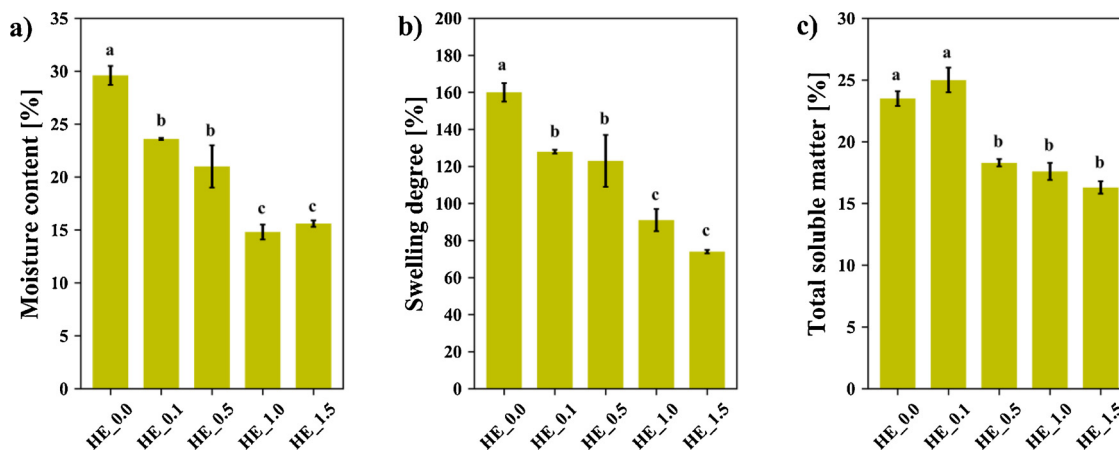 a)
Moisture content [%]
35
30
25
20
15
10
5
0
a
b
b
c
c
HE_0.0
HE_0.1
HE_0.5
HE_1.0
HE_1.5
b)
Swelling degree [%]
200
180
160
140
120
100
80
60
40
20
0
a
b
b
c
c
HE_0.0
HE_0.1
HE_0.5
HE_1.0
HE_1.5
c)
Total soluble matter [%]
30
25
20
15
10
5
0
a
a
b
b
b
HE_0.0
HE_0.1
HE_0.5
HE_1.0
HE_1.5